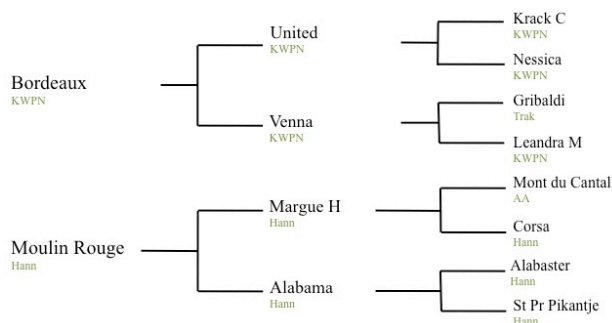 Bordeaux
KWPN
United
KWPN
Venna
KWPN
Krack C
KWPN
Nessica
KWPN
Gribaldi
Trak
Leandra M
KWPN
Moulin Rouge
Hann
Margue H
Hann
Alabama
Hann
Mont du Cantal
AA
Corsa
Hann
Alabaster
Hann
St Pr Pikantje
Hann